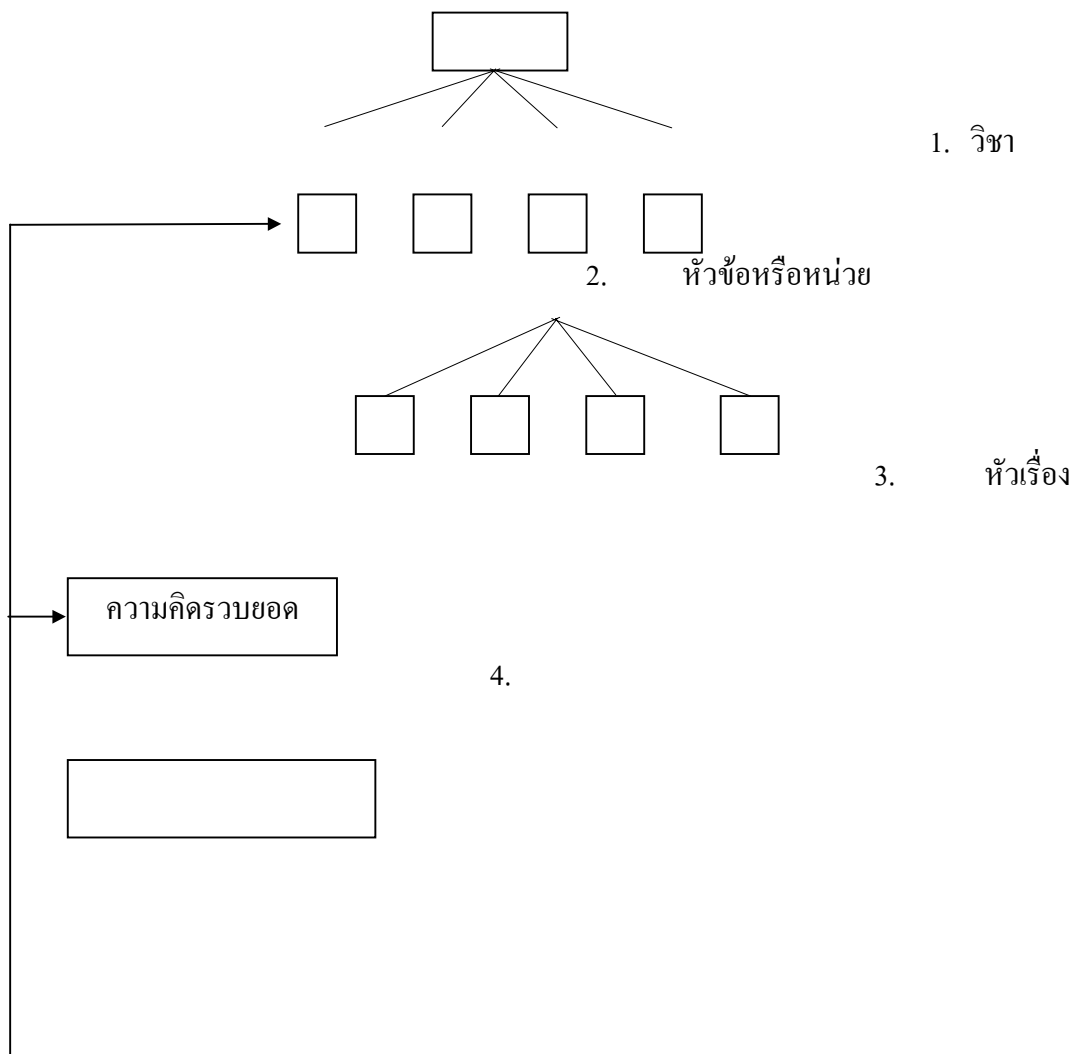 1. วิชา
2. หัวข้อหรือหน่วย
3. หัวเรื่อง
ความคิดรวบยอด
4.